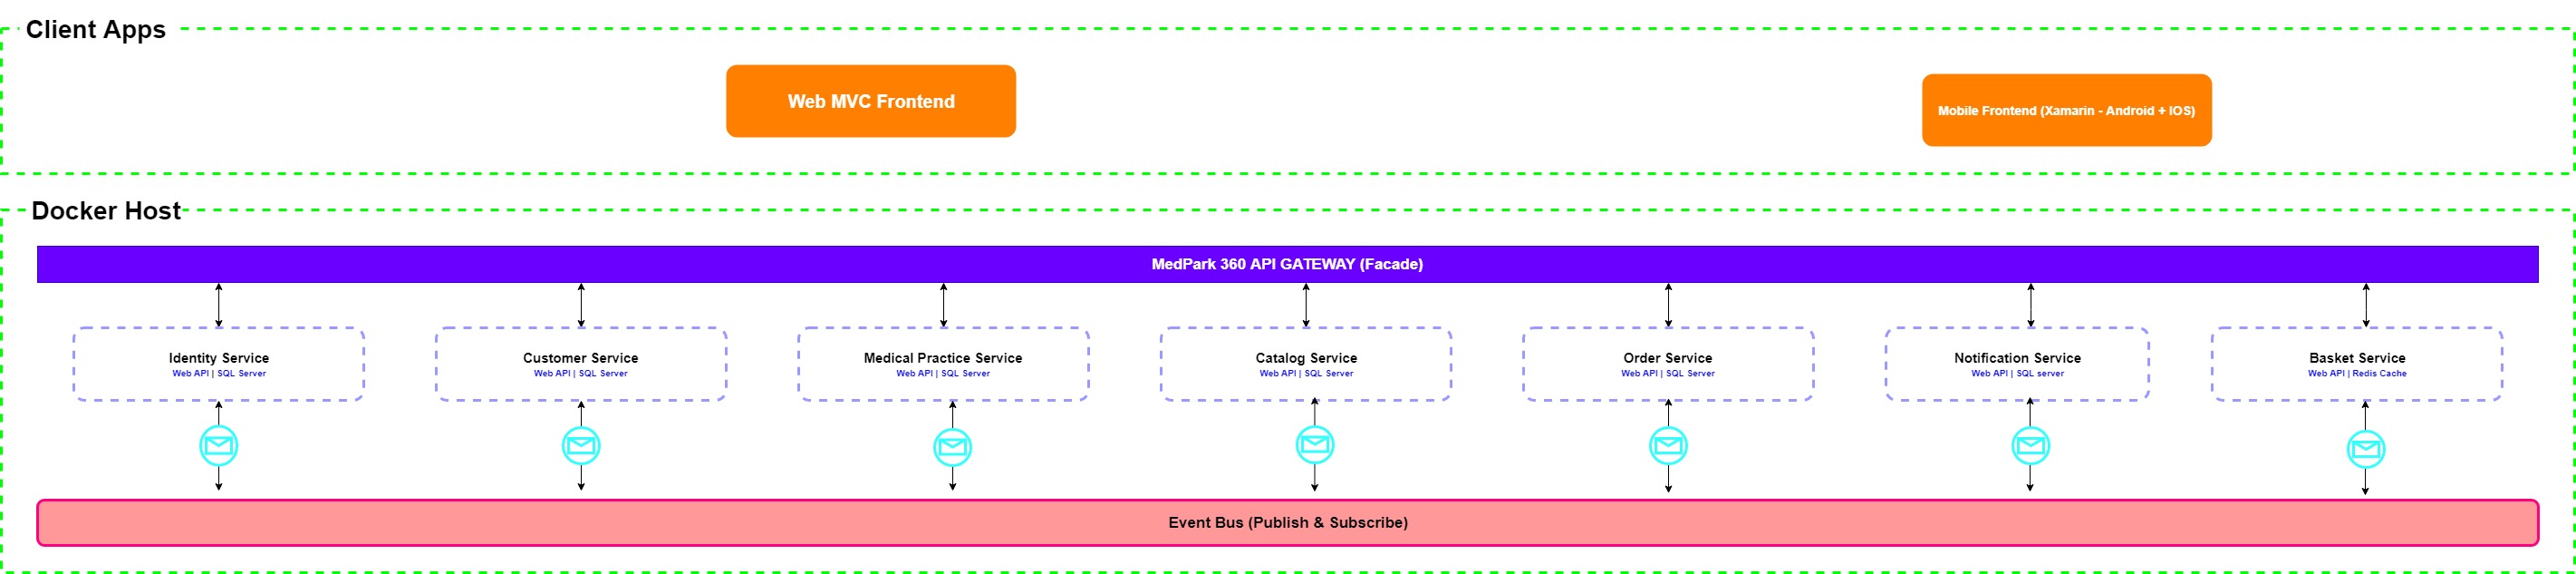 Client Apps
Web MVC Frontend
Mobile Frontend (Xamarin - Android + IOS)
Docker Host
MedPark 360 API GATEWAY (Facade)
Identity Service
Web API | SQL Server
Customer Service
Web API | SQL Server
Medical Practice Service
Web API | SQL Server
Catalog Service
Web API | SQL Server
Order Service
Web API | SQL Server
Notification Service
Web API | SQL server
Basket Service
Web API | Redis Cache
Event Bus (Publish & Subscribe)